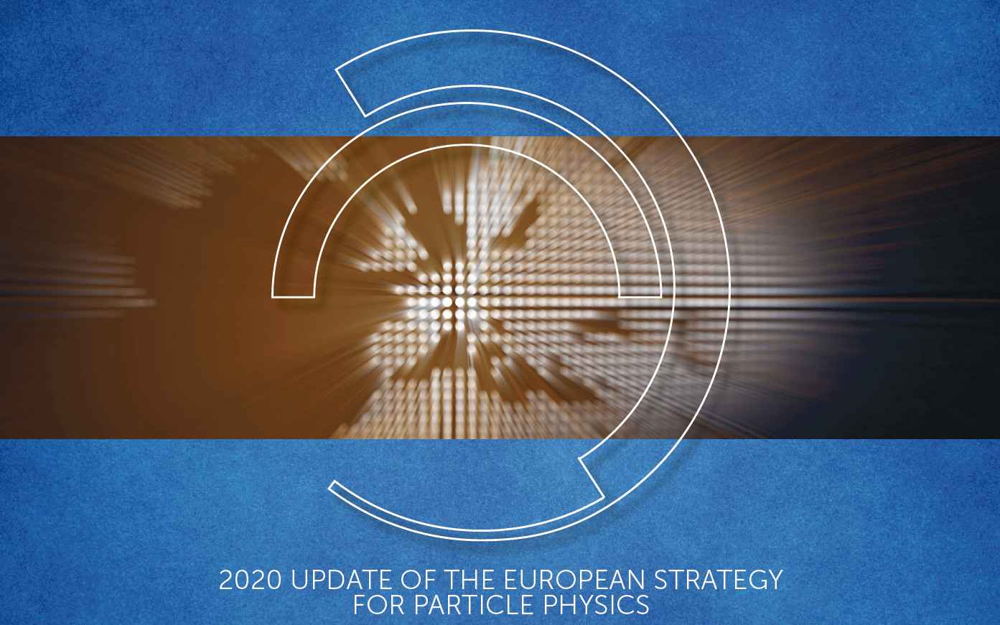 2020 UPDATE OF THE EUROPEAN STRATEGY
FOR PARTICLE PHYSICS